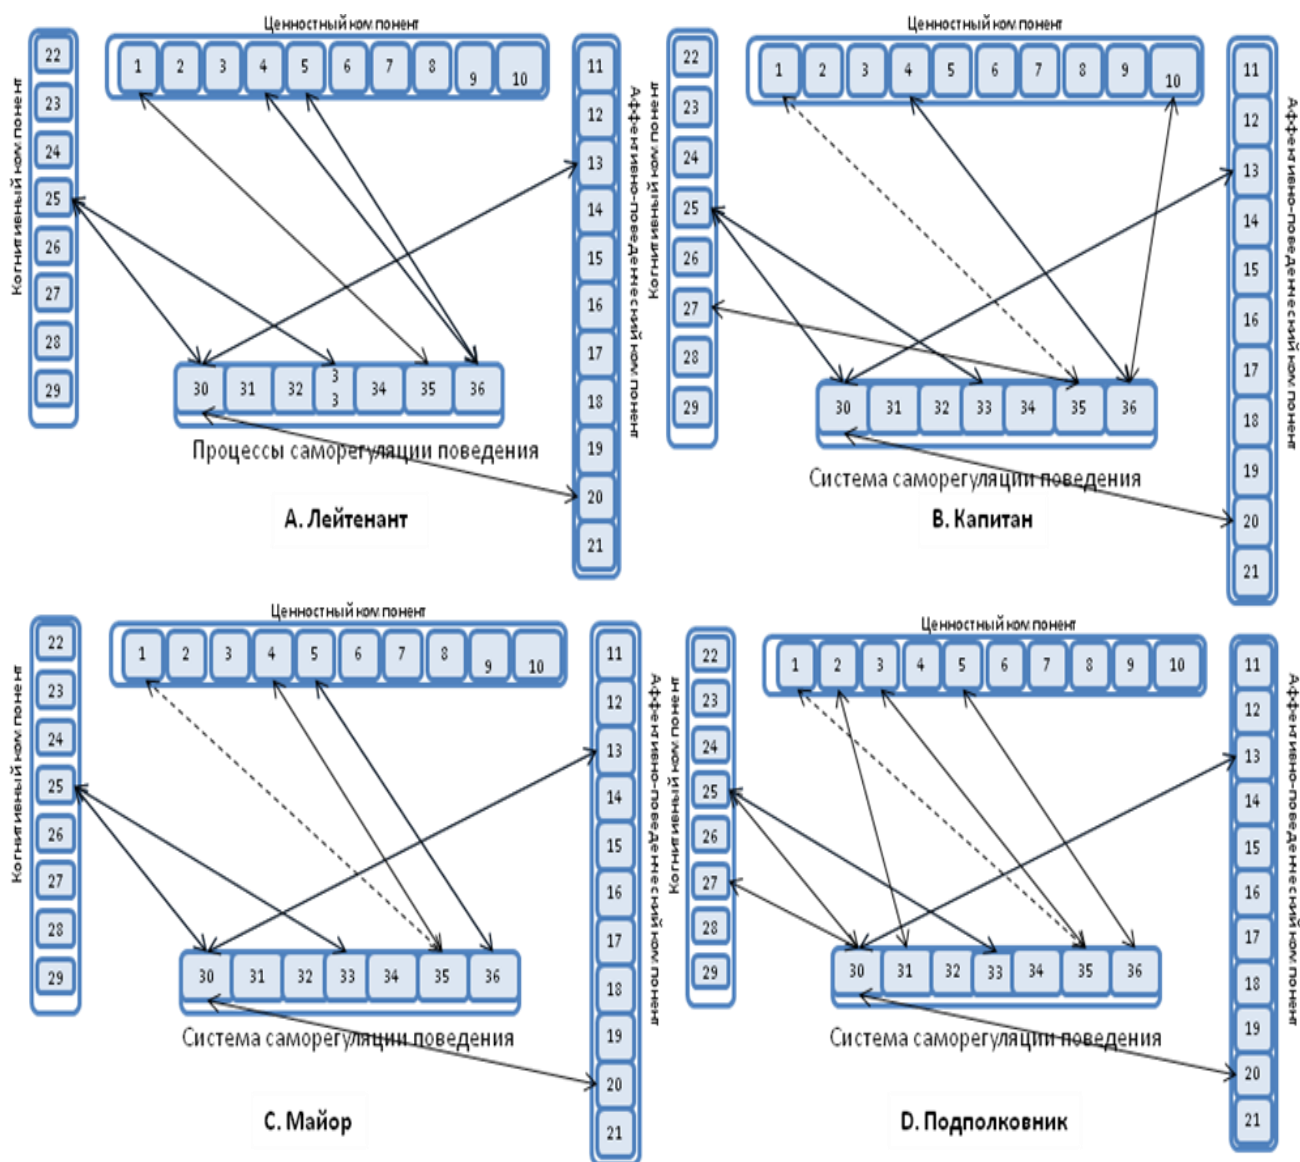 Ценностный компонент
Когнитивный компонент
22
23
24
25
26
27
28
29
1 2 3 4 5 6 7 8 9 10
11
12
13
14
15
16
17
18
19
20
21
Аффективно-поведенческий компонент
30 31 32 33 34 35 36
Процессы саморегуляции поведения
А. Лейтенант
Ценностный компонент
Когнитивный компонент
22
23
24
25
26
27
28
29
1 2 3 4 5 6 7 8 9 10
11
12
13
14
15
16
17
18
19
20
21
Аффективно-поведенческий компонент
30 31 32 33 34 35 36
Система саморегуляции поведения
В. Капитан
Ценностный компонент
Когнитивный компонент
22
23
24
25
26
27
28
29
1 2 3 4 5 6 7 8 9 10
11
12
13
14
15
16
17
18
19
20
21
Аффективно-поведенческий компонент
30 31 32 33 34 35 36
Система саморегуляции поведения
С. Майор
Ценностный компонент
Когнитивный компонент
22
23
24
25
26
27
28
29
1 2 3 4 5 6 7 8 9 10
11
12
13
14
15
16
17
18
19
20
21
Аффективно-поведенческий компонент
30 31 32 33 34 35 36
Система саморегуляции поведения
D. Подполковник